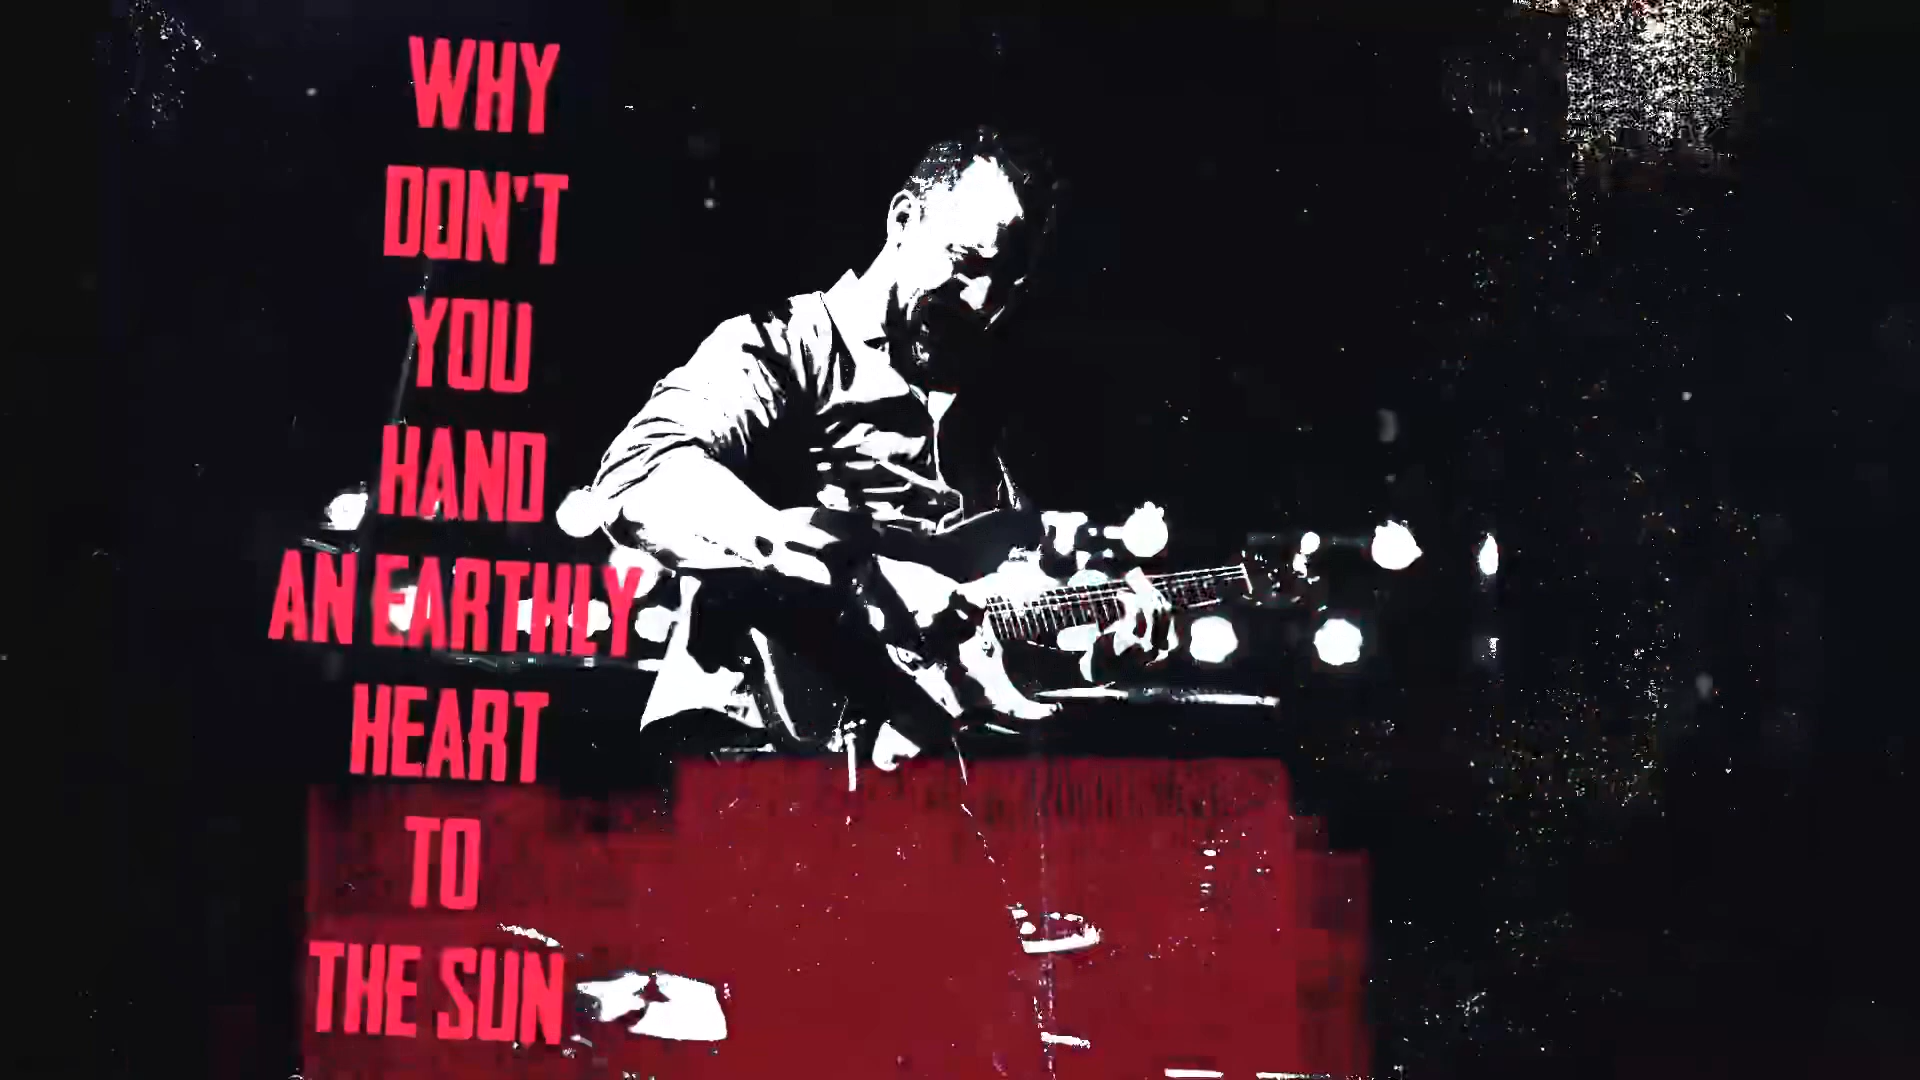 WHY
DON'T
YOU
HAND
AN EARTHLY
HEART
TO
THE SUN